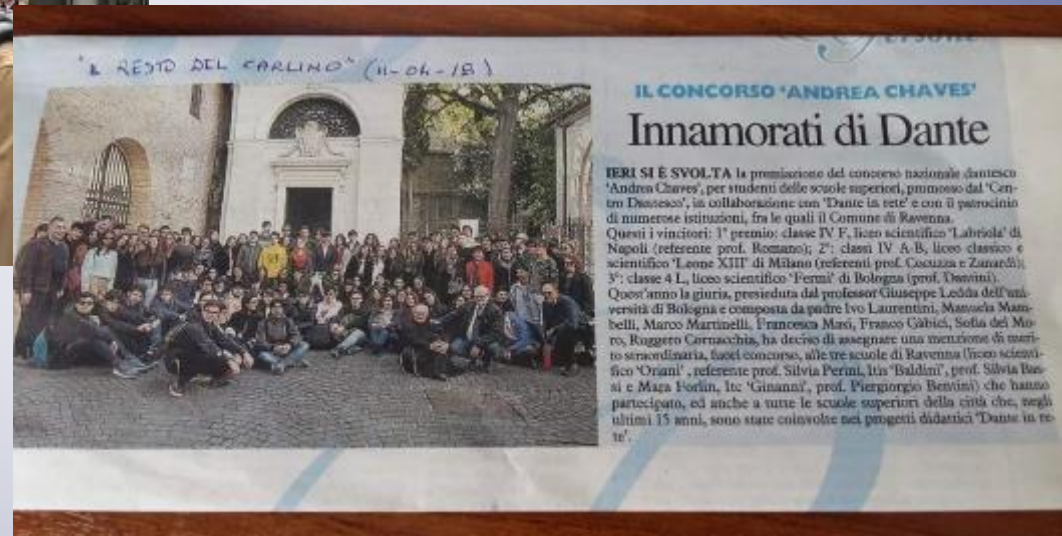 "IL RESTO DEL CARLINO" (11-04-18)
Persone
IL CONCORSO 'ANDREA CHAVES'
Innamorati di Dante
IERI SI È SVOLTA la premiazione del concorso nazionale dantesco
'Andrea Chaves', per studenti delle scuole superiori, promosso dal 'Cen-
tro Dantesco', in collaborazione con 'Dante in rete' e con il patrocinio
di numerose istituzioni, fra le quali il Comune di Ravenna.
Questi i vincitori: 1° premio: classe IV F, liceo scientifico 'Labriola' di
Napoli (referente prof. Romano); 2°: classi IV A-B, liceo classico e
scientifico 'Leone XIII' di Milano (referenti prof. Cocuzza e Zunardi);
3°: classe 4 L, liceo scientifico 'Fermi' di Bologna (prof. Dannini).
Quest'anno la giuria, presieduta dal professor Giuseppe Ledda dell'uni-
versità di Bologna e composta da padre Ivo Laurentini, Manuela Mam-
belli, Marco Martinelli, Francesca Masi, Franco Gàbici, Sofia del Mo-
ro, Ruggero Cornacchia, ha deciso di assegnare una menzione di meri-
to straordinaria, fuori concorso, alle tre scuole di Ravenna (liceo scienti-
fico 'Oriani', referente prof. Silvia Perini, Itis 'Baldini', prof. Silvia Bas-
si e Mara Forlin, Itc 'Ginanni', prof. Piergiorgio Bentini) che hanno
partecipato, ed anche a tutte le scuole superiori della città che, negli
ultimi 15 anni, sono state coinvolte nei progetti didattici 'Dante in re-
te'.